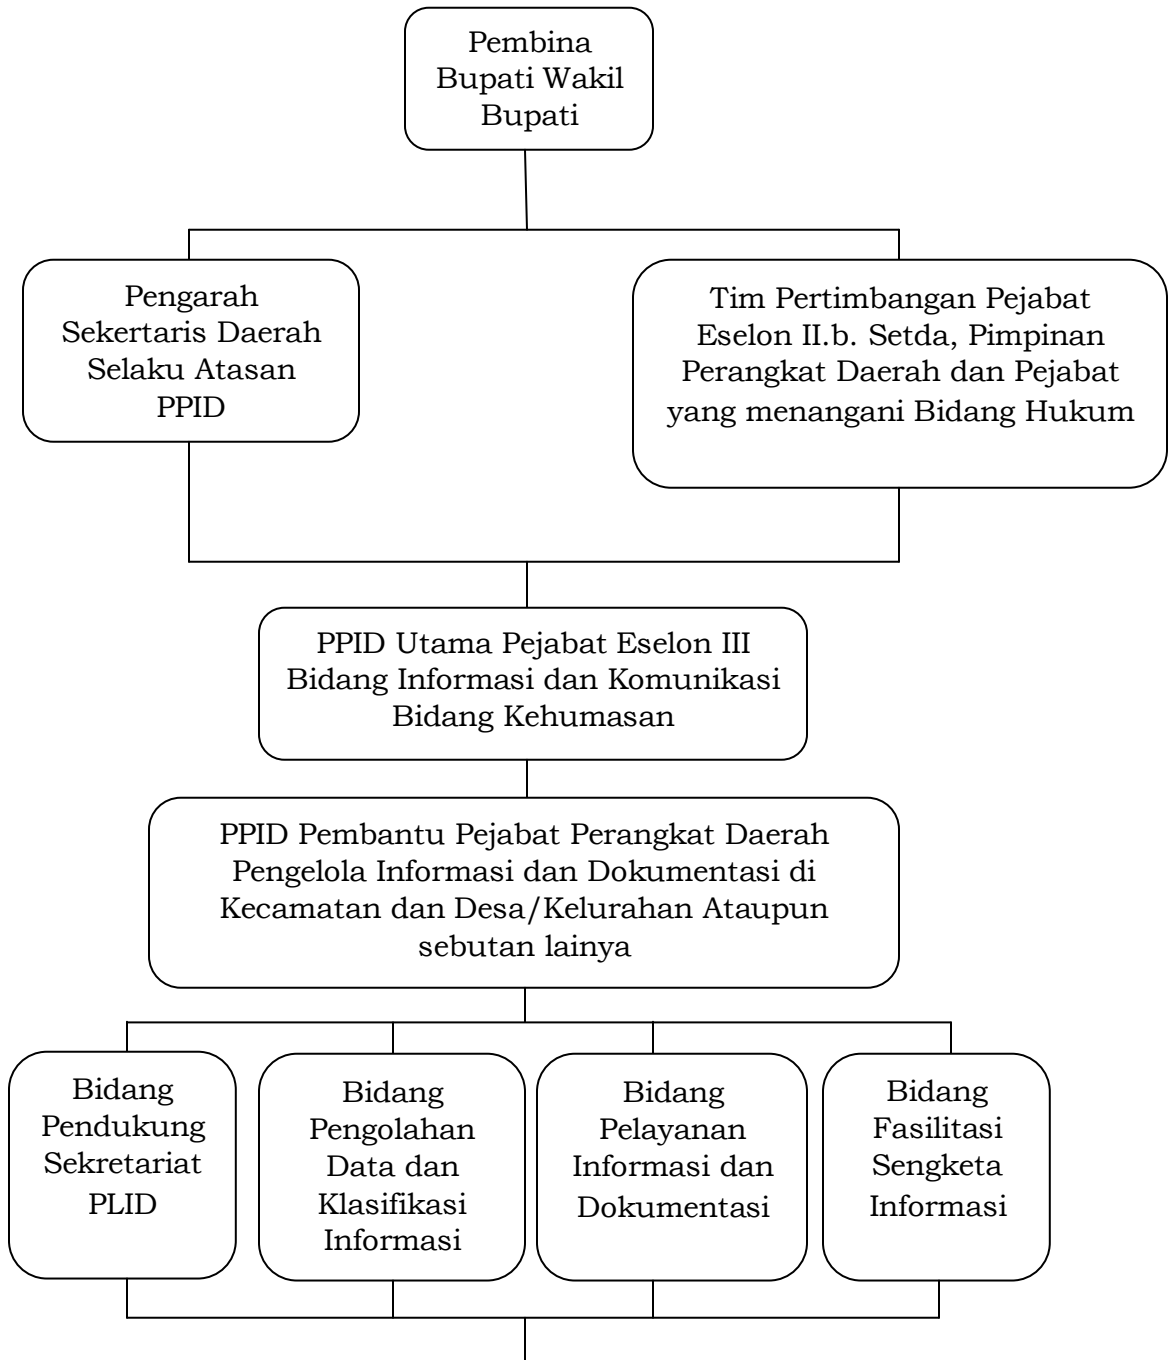 Pembina
Bupati Wakil
Bupati
Pengarah
Sekertaris Daerah
Selaku Atasan
PPID
Tim Pertimbangan Pejabat
Eselon II.b. Setda, Pimpinan
Perangkat Daerah dan Pejabat
yang menangani Bidang Hukum
PPID Utama Pejabat Eselon III
Bidang Informasi dan Komunikasi
Bidang Kehumasan
PPID Pembantu Pejabat Perangkat Daerah
Pengelola Informasi dan Dokumentasi di
Kecamatan dan Desa/Kelurahan Ataupun
sebutan lainya
Bidang
Pendukung
Sekretariat
PLID
Bidang
Pengolahan
Data dan
Klasifikasi
Informasi
Bidang
Pelayanan
Informasi dan
Dokumentasi
Bidang
Fasilitasi
Sengketa
Informasi